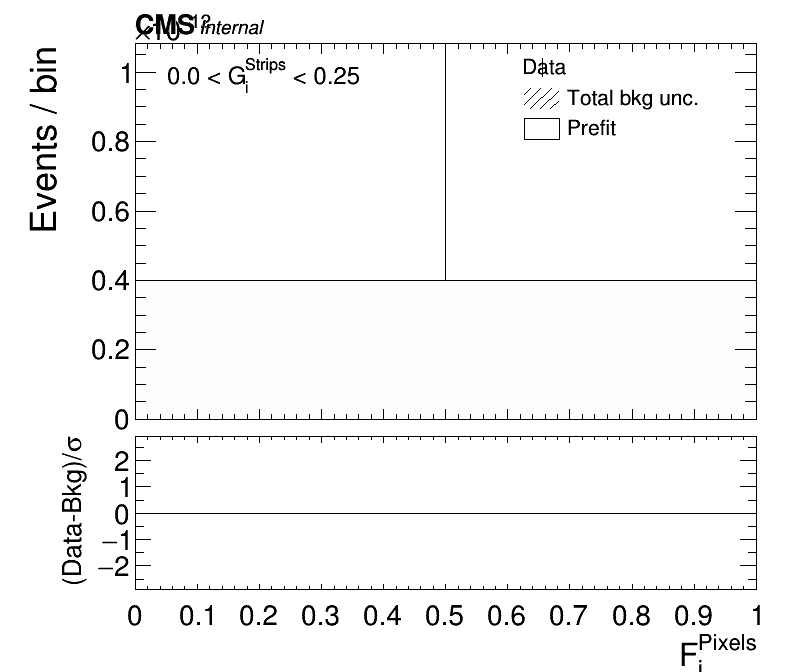 CMS Internal
Events / bin
1
0.8
0.6
0.4
0.2
0
0.0 < G_i^Strips < 0.25
Data
Total bkg unc.
Prefit
(Data-Bkg)/σ
2
1
0
−1
−2
0 0.1 0.2 0.3 0.4 0.5 0.6 0.7 0.8 0.9 1
F_i^Pixels